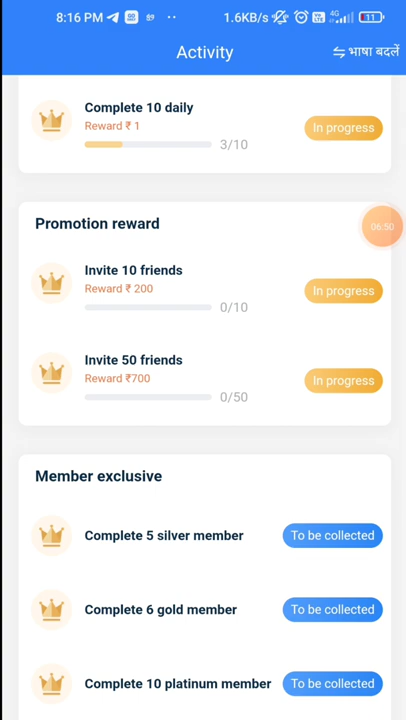 8:16 PM
1.6KB/s 4G 11
Activity
भाषा बदलें
Complete 10 daily
Reward ₹ 1
3/10
In progress
Promotion reward
06:50
Invite 10 friends
Reward ₹ 200
0/10
In progress
Invite 50 friends
Reward ₹700
0/50
In progress
Member exclusive
Complete 5 silver member
To be collected
Complete 6 gold member
To be collected
Complete 10 platinum member
To be collected